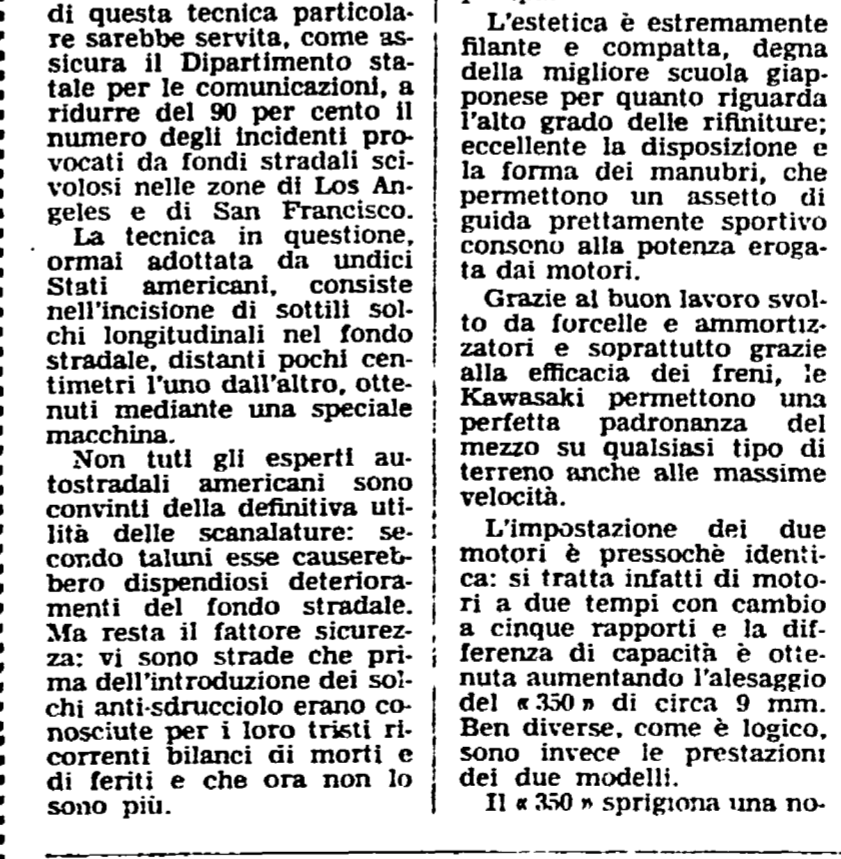 di questa tecnica particola-
re sarebbe servita, come as-
sicura il Dipartimento sta-
tale per le comunicazioni, a
ridurre del 90 per cento il
numero degli incidenti pro-
vocati da fondi stradali sci-
volosi nelle zone di Los An-
geles e di San Francisco.
La tecnica in questione,
ormai adottata da undici
Stati americani, consiste
nell'incisione di sottili sol-
chi longitudinali nel fondo
stradale, distanti pochi cen-
timetri l'uno dall'altro, otte-
nuti mediante una speciale
macchina.
Non tuti gli esperti au-
tostradali americani sono
convinti della definitiva uti-
lità delle scanalature: se-
condo taluni esse causereb-
bero dispendiosi deteriora-
menti del fondo stradale.
Ma resta il fattore sicurez-
za: vi sono strade che pri-
ma dell'introduzione dei sol-
chi anti-sdrucciolo erano co-
nosciute per i loro tristi ri-
correnti bilanci di morti e
di feriti e che ora non lo
sono più.
L'estetica è estremamente
filante e compatta, degna
della migliore scuola giap-
ponese per quanto riguarda
l'alto grado delle rifiniture;
eccellente la disposizione e
la forma dei manubri, che
permettono un assetto di
guida prettamente sportivo
consono alla potenza eroga-
ta dai motori.
Grazie al buon lavoro svol-
to da forcelle e ammortiz-
zatori e soprattutto grazie
alla efficacia dei freni, le
Kawasaki permettono una
perfetta padronanza del
mezzo su qualsiasi tipo di
terreno anche alle massime
velocità.
L'impostazione dei due
motori è pressochè identi-
ca: si tratta infatti di moto-
ri a due tempi con cambio
a cinque rapporti e la dif-
ferenza di capacità è otte-
nuta aumentando l'alesaggio
del « 350 » di circa 9 mm.
Ben diverse, come è logico,
sono invece le prestazioni
dei due modelli.
Il « 350 » sprigiona una no-